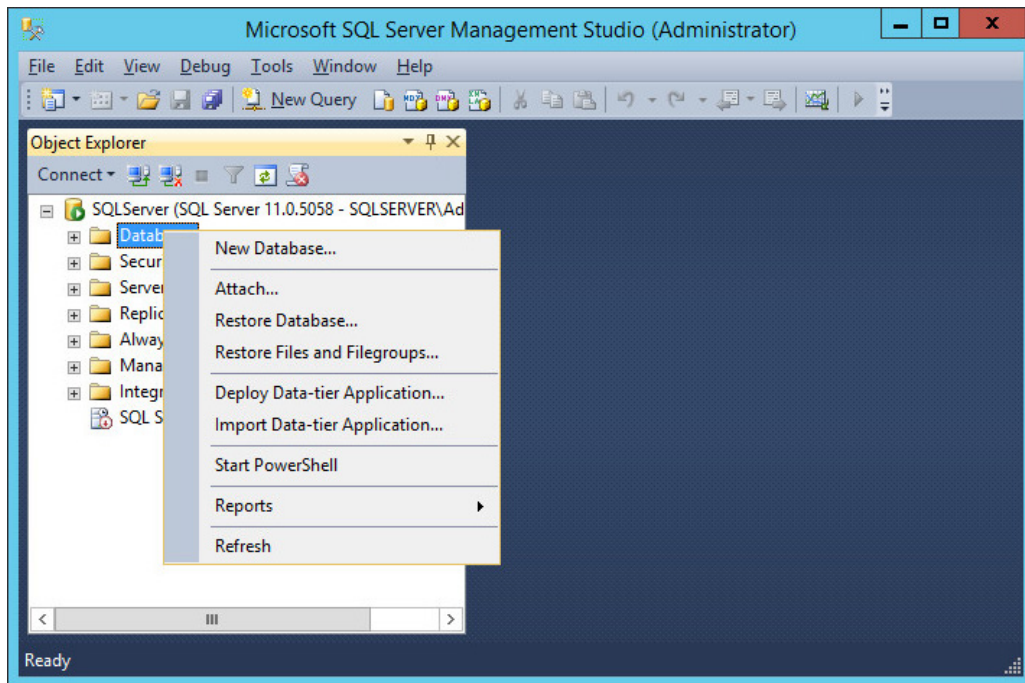 Microsoft SQL Server Management Studio (Administrator)
File Edit View Debug Tools Window Help
New Query
Object Explorer
Connect
SQLServer (SQL Server 11.0.5058 - SQLSERVER\Ad
Datab
Secur
Server
Replic
Alway
Mana
Integr
SQL S
New Database...
Attach...
Restore Database...
Restore Files and Filegroups...
Deploy Data-tier Application...
Import Data-tier Application...
Start PowerShell
Reports
Refresh
Ready